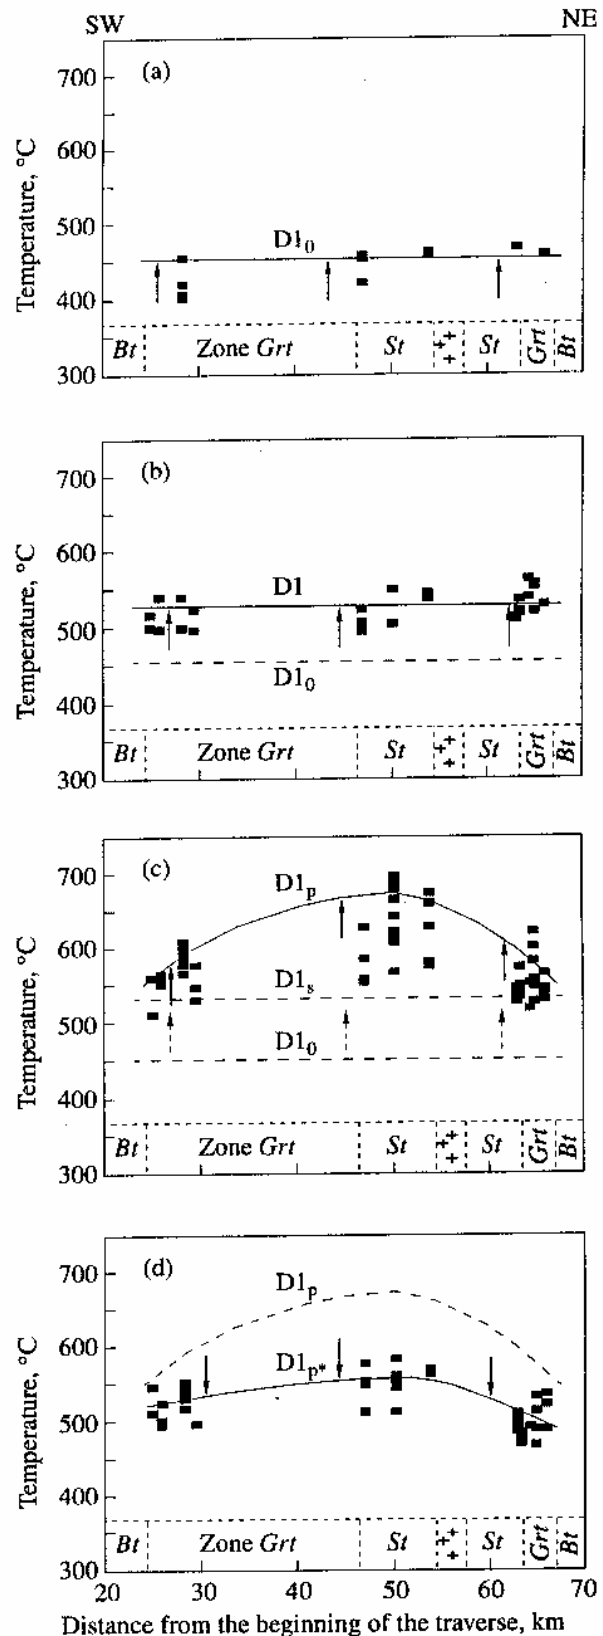 SW NE
(a)
700
600
500
400
300
Temperature, °C
D1₀
Bt Zone Grt St +++ St Grt Bt
(b)
700
600
500
400
300
Temperature, °C
D1
D1₀
Bt Zone Grt St +++ St Grt Bt
(c)
700
600
500
400
300
Temperature, °C
D1ₚ
D1ₛ
D1₀
Bt Zone Grt St +++ St Grt Bt
(d)
700
600
500
400
300
Temperature, °C
D1ₚ
D1ₚ*
Bt Zone Grt St +++ St Grt Bt
20 30 40 50 60 70
Distance from the beginning of the traverse, km